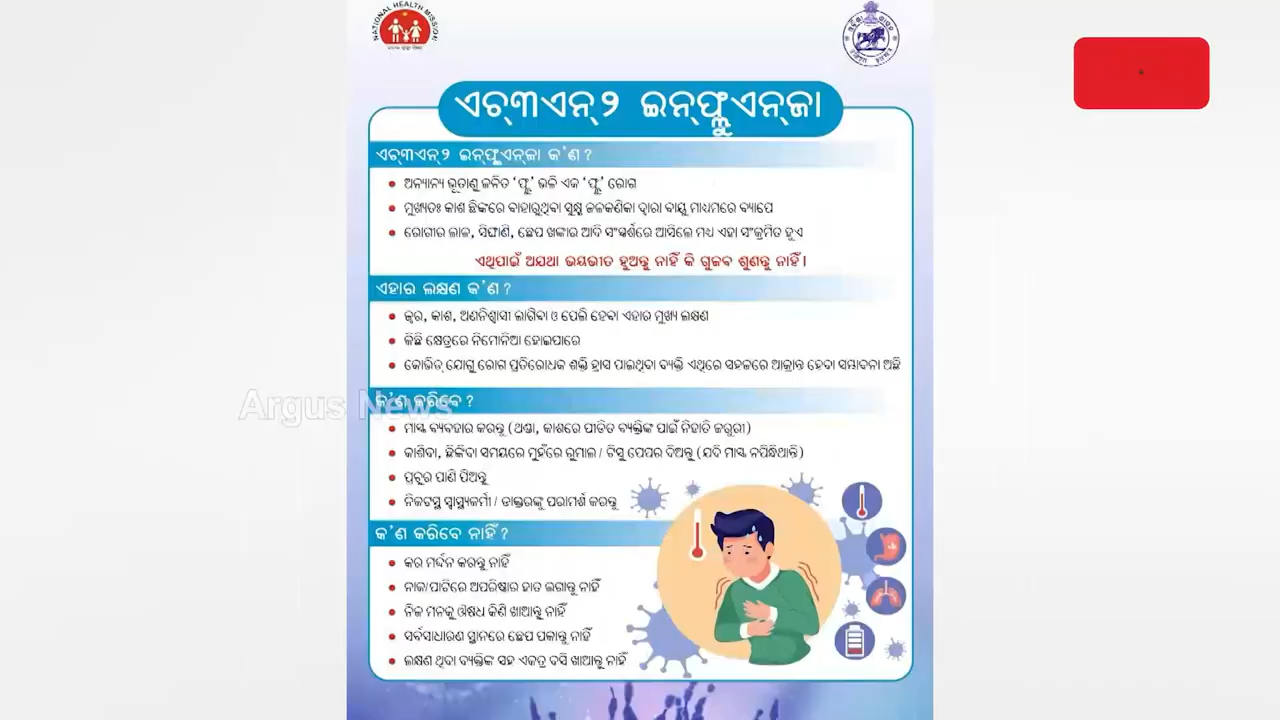 NATIONAL HEALTH MISSION
ଏଚ୍୩ଏନ୍୨ ଇନ୍‌ଫ୍ଲୁଏନ୍‌ଜା
ଏଚ୍୩ଏନ୍୨ ଇନ୍‌ଫ୍ଲୁଏନ୍‌ଜା କ'ଣ ?
ଅନ୍ୟାନ୍ୟ ଭୂତାଣୁ ଜନିତ ‘ଫ୍ଲୁ’ ଭଳି ଏକ ‘ଫ୍ଲୁ’ ରୋଗ
ମୁଖ୍ୟତଃ କାଶ ଛିଙ୍କରେ ବାହାରୁଥିବା ସୁକ୍ଷ୍ମ ଜଳକଣିକା ଦ୍ୱାରା ବାୟୁ ମାଧ୍ୟମରେ ବ୍ୟାପେ
ରୋଗୀର ଲାଳ, ସିଙ୍ଘାଣି, ଛେପ ଖଙ୍କାର ଆଦି ସଂସ୍ପର୍ଶରେ ଆସିଲେ ମଧ୍ୟ ଏହା ସଂକ୍ରମିତ ହୁଏ
ଏଥିପାଇଁ ଅଯଥା ଭୟଭୀତ ହୁଅନ୍ତୁ ନାହିଁ କି ଗୁଜବ ଶୁଣନ୍ତୁ ନାହିଁ ।
ଏହାର ଲକ୍ଷଣ କ'ଣ ?
ଜ୍ୱର, କାଶ, ଅଣନିଶ୍ୱାସୀ ଲାଗିବା ଓ ପେଲି ହେବା ଏହାର ମୁଖ୍ୟ ଲକ୍ଷଣ
କିଛି କ୍ଷେତ୍ରରେ ନିମୋନିଆ ହୋଇପାରେ
କୋଭିଡ୍ ଯୋଗୁ ରୋଗ ପ୍ରତିରୋଧକ ଶକ୍ତି ହ୍ରାସ ପାଇଥିବା ବ୍ୟକ୍ତି ଏଥିରେ ସହଜରେ ଆକ୍ରାନ୍ତ ହେବା ସମ୍ଭାବନା ଅଛି
Argus News
କ'ଣ କରିବେ ?
ମାସ୍କ ବ୍ୟବହାର କରନ୍ତୁ (ଥଣ୍ଡା, କାଶରେ ପୀଡିତ ବ୍ୟକ୍ତିଙ୍କ ପାଇଁ ନିହାତି ଜରୁରୀ)
କାଶିବା, ଛିଙ୍କିବା ସମୟରେ ମୁହଁରେ ରୁମାଲ / ଟିସୁ ପେପର ଦିଅନ୍ତୁ (ଯଦି ମାସ୍କ ନପିନ୍ଧିଥାନ୍ତି)
ପ୍ରଚୁର ପାଣି ପିଅନ୍ତୁ
ନିକଟସ୍ଥ ସ୍ୱାସ୍ଥ୍ୟକର୍ମୀ / ଡାକ୍ତରଙ୍କୁ ପରାମର୍ଶ କରନ୍ତୁ
କ'ଣ କରିବେ ନାହିଁ ?
କର ମର୍ଦ୍ଦନ କରନ୍ତୁ ନାହିଁ
ନାକ/ପାଟିରେ ଅପରିଷ୍କାର ହାତ ଲଗାନ୍ତୁ ନାହିଁ
ନିଜ ମନକୁ ଔଷଧ କିଣି ଖାଆନ୍ତୁ ନାହିଁ
ସର୍ବସାଧାରଣ ସ୍ଥାନରେ ଛେପ ପକାନ୍ତୁ ନାହିଁ
ଲକ୍ଷଣ ଥିବା ବ୍ୟକ୍ତିଙ୍କ ସହ ଏକତ୍ର ବସି ଖାଆନ୍ତୁ ନାହିଁ